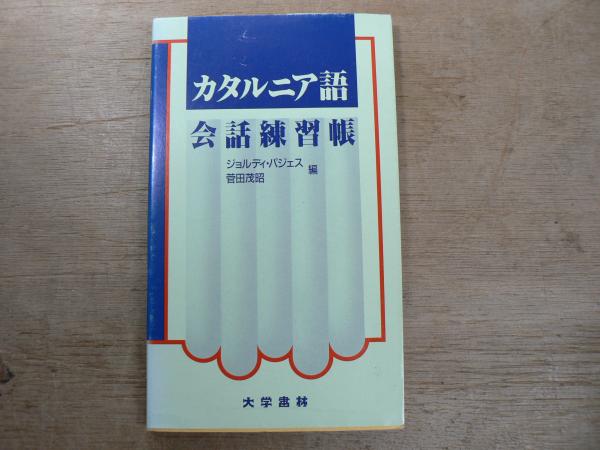 カタルニア語
会話練習帳
ジョルディ・パジェス
菅田茂昭
編
大学書林